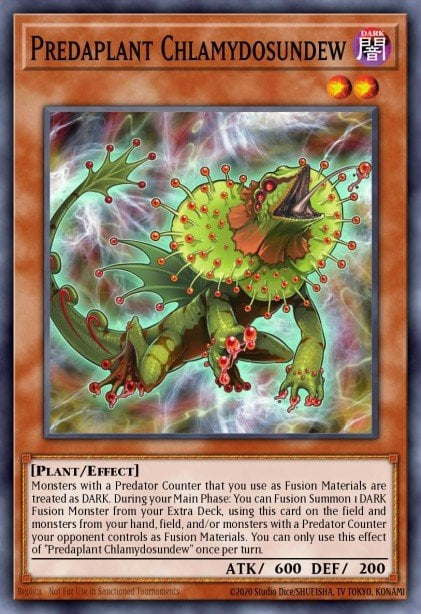 PREDAPLANT CHLAMYDOSUNDEW
DARK
闇
[PLANT/EFFECT]
Monsters with a Predator Counter that you use as Fusion Materials are
treated as DARK. During your Main Phase: You can Fusion Summon 1 DARK
Fusion Monster from your Extra Deck, using this card on the field and
monsters from your hand, field, and/or monsters with a Predator Counter
your opponent controls as Fusion Materials. You can only use this effect
of "Predaplant Chlamydosundew" once per turn.
ATK/ 600 DEF/ 200
Replica - Not For Use in Sanctioned Tournaments
©2020 Studio Dice/SHUEISHA, TV TOKYO, KONAMI